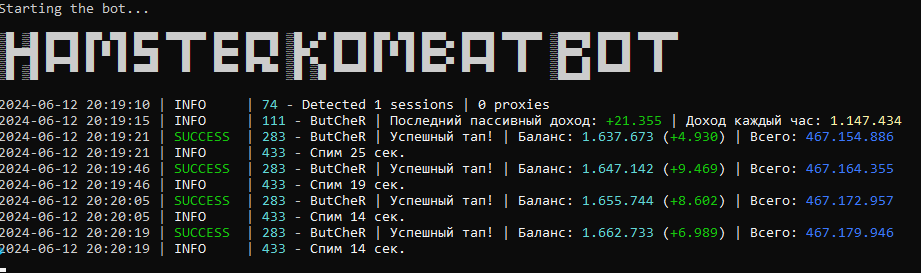 Starting the bot...
HAMSTER KOMBAT BOT
2024-06-12 20:19:10 | INFO     | 74 - Detected 1 sessions | 0 proxies
2024-06-12 20:19:15 | INFO     | 111 - ButCheR | Последний пассивный доход: +21.355 | Доход каждый час: 1.147.434
2024-06-12 20:19:21 | SUCCESS  | 283 - ButCheR | Успешный тап! | Баланс: 1.637.673 (+4.930) | Всего: 467.154.886
2024-06-12 20:19:21 | INFO     | 433 - Спим 25 сек.
2024-06-12 20:19:46 | SUCCESS  | 283 - ButCheR | Успешный тап! | Баланс: 1.647.142 (+9.469) | Всего: 467.164.355
2024-06-12 20:19:46 | INFO     | 433 - Спим 19 сек.
2024-06-12 20:20:05 | SUCCESS  | 283 - ButCheR | Успешный тап! | Баланс: 1.655.744 (+8.602) | Всего: 467.172.957
2024-06-12 20:20:05 | INFO     | 433 - Спим 14 сек.
2024-06-12 20:20:19 | SUCCESS  | 283 - ButCheR | Успешный тап! | Баланс: 1.662.733 (+6.989) | Всего: 467.179.946
2024-06-12 20:20:19 | INFO     | 433 - Спим 14 сек.